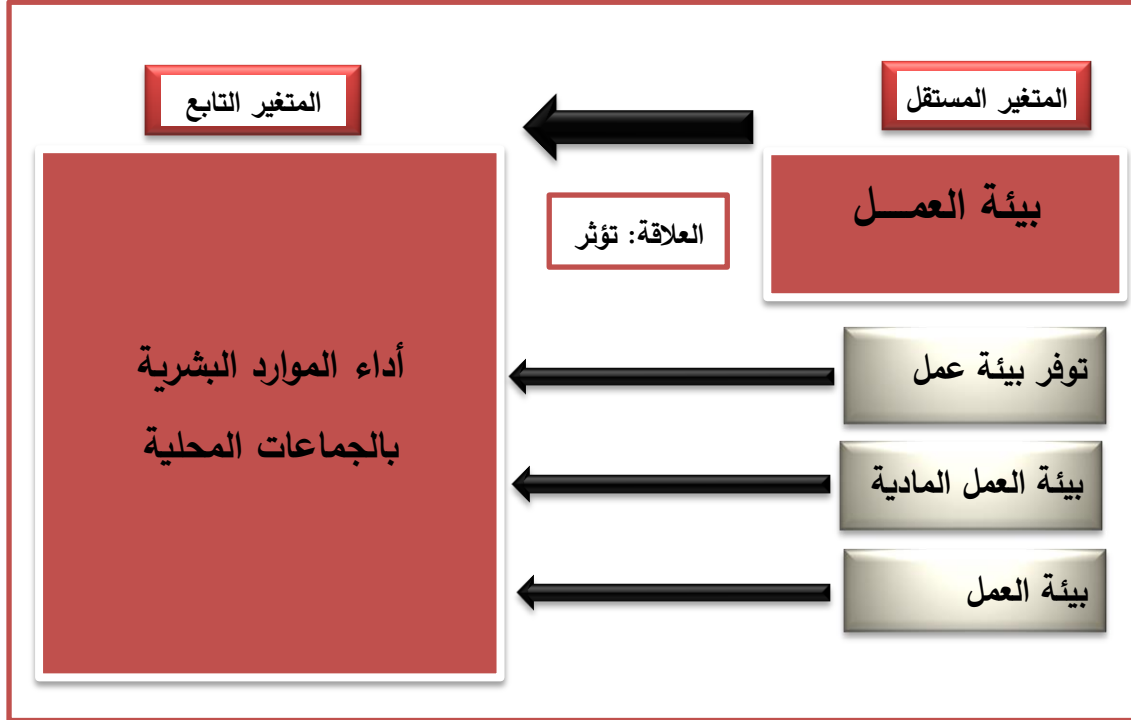 المتغير المستقل
المتغير التابع
بيئة العمـــل
العلاقة: تؤثر
أداء الموارد البشرية
بالجماعات المحلية
توفر بيئة عمل
بيئة العمل المادية
بيئة العمل